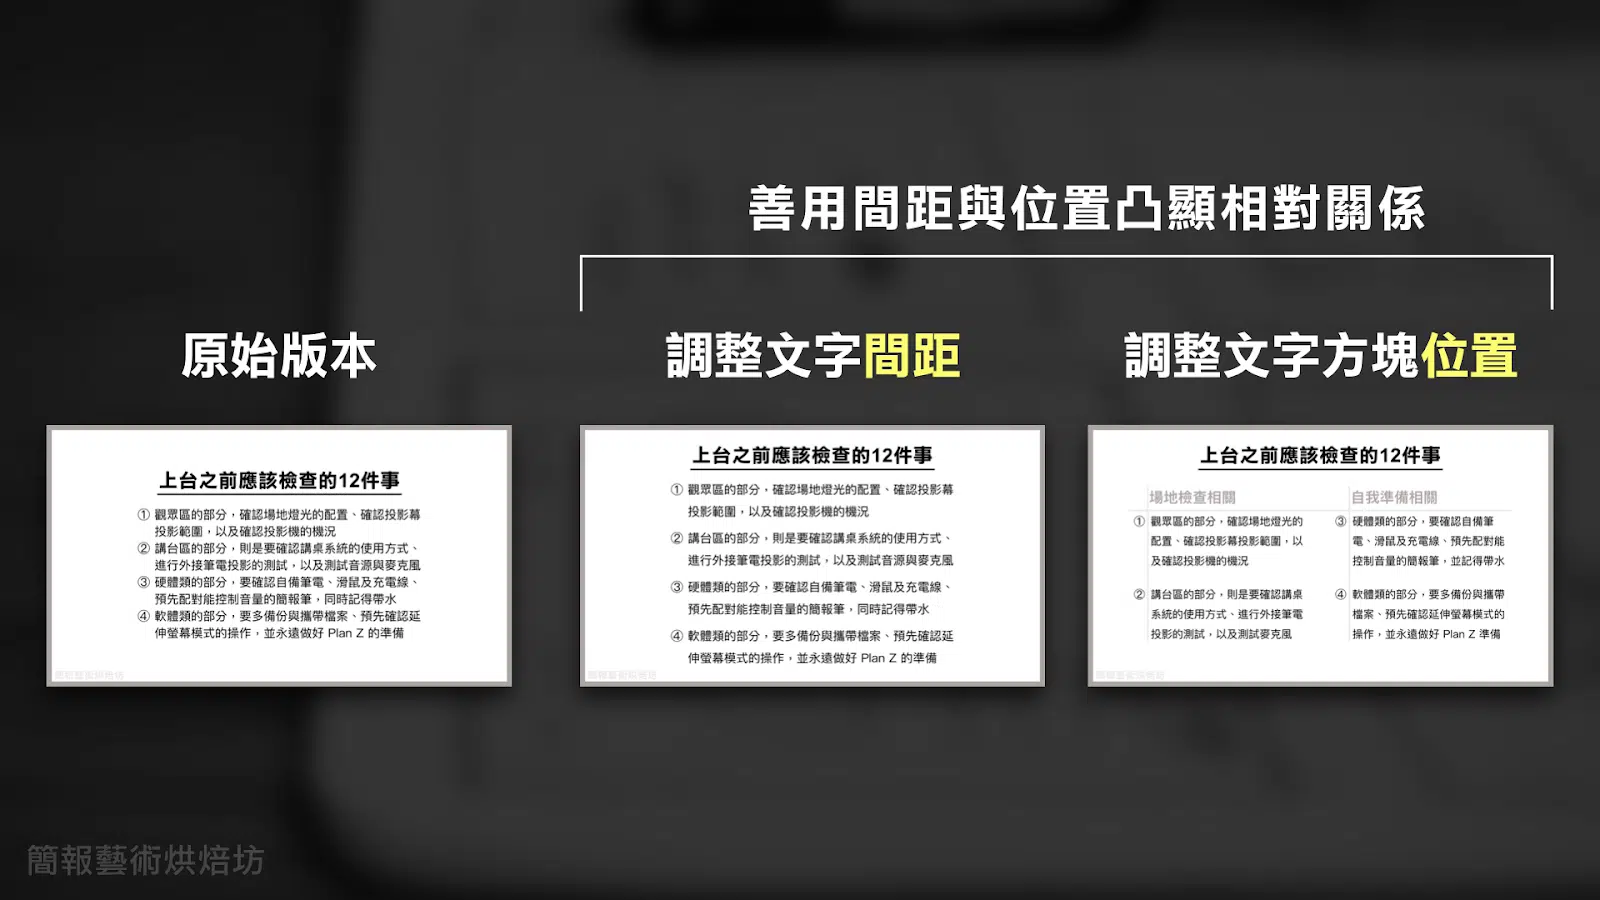 善用間距與位置凸顯相對關係
原始版本
調整文字間距
調整文字方塊位置
上台之前應該檢查的12件事
① 觀眾區的部分，確認場地燈光的配置、確認投影幕
投影範圍，以及確認投影機的機況
② 講台區的部分，則是要確認講桌系統的使用方式、
進行外接筆電投影的測試，以及測試音源與麥克風
③ 硬體類的部分，要確認自備筆電、滑鼠及充電線、
預先配對能控制音量的簡報筆，同時記得帶水
④ 軟體類的部分，要多備份與攜帶檔案、預先確認延
伸螢幕模式的操作，並永遠做好 Plan Z 的準備
簡報藝術烘焙坊
上台之前應該檢查的12件事
① 觀眾區的部分，確認場地燈光的配置、確認投影幕
投影範圍，以及確認投影機的機況
② 講台區的部分，則是要確認講桌系統的使用方式、
進行外接筆電投影的測試，以及測試音源與麥克風
③ 硬體類的部分，要確認自備筆電、滑鼠及充電線、
預先配對能控制音量的簡報筆，同時記得帶水
④ 軟體類的部分，要多備份與攜帶檔案、預先確認延
伸螢幕模式的操作，並永遠做好 Plan Z 的準備
簡報藝術烘焙坊
上台之前應該檢查的12件事
場地檢查相關
① 觀眾區的部分，確認場地燈光的
配置、確認投影幕投影範圍，以
及確認投影機的機況
② 講台區的部分，則是要確認講桌
系統的使用方式、進行外接筆電
投影的測試，以及測試麥克風
自我準備相關
③ 硬體類的部分，要確認自備筆
電、滑鼠及充電線、預先配對能
控制音量的簡報筆，並記得帶水
④ 軟體類的部分，要多備份與攜帶
檔案、預先確認延伸螢幕模式的
操作，並永遠做好 Plan Z 準備
簡報藝術烘焙坊
簡報藝術烘焙坊